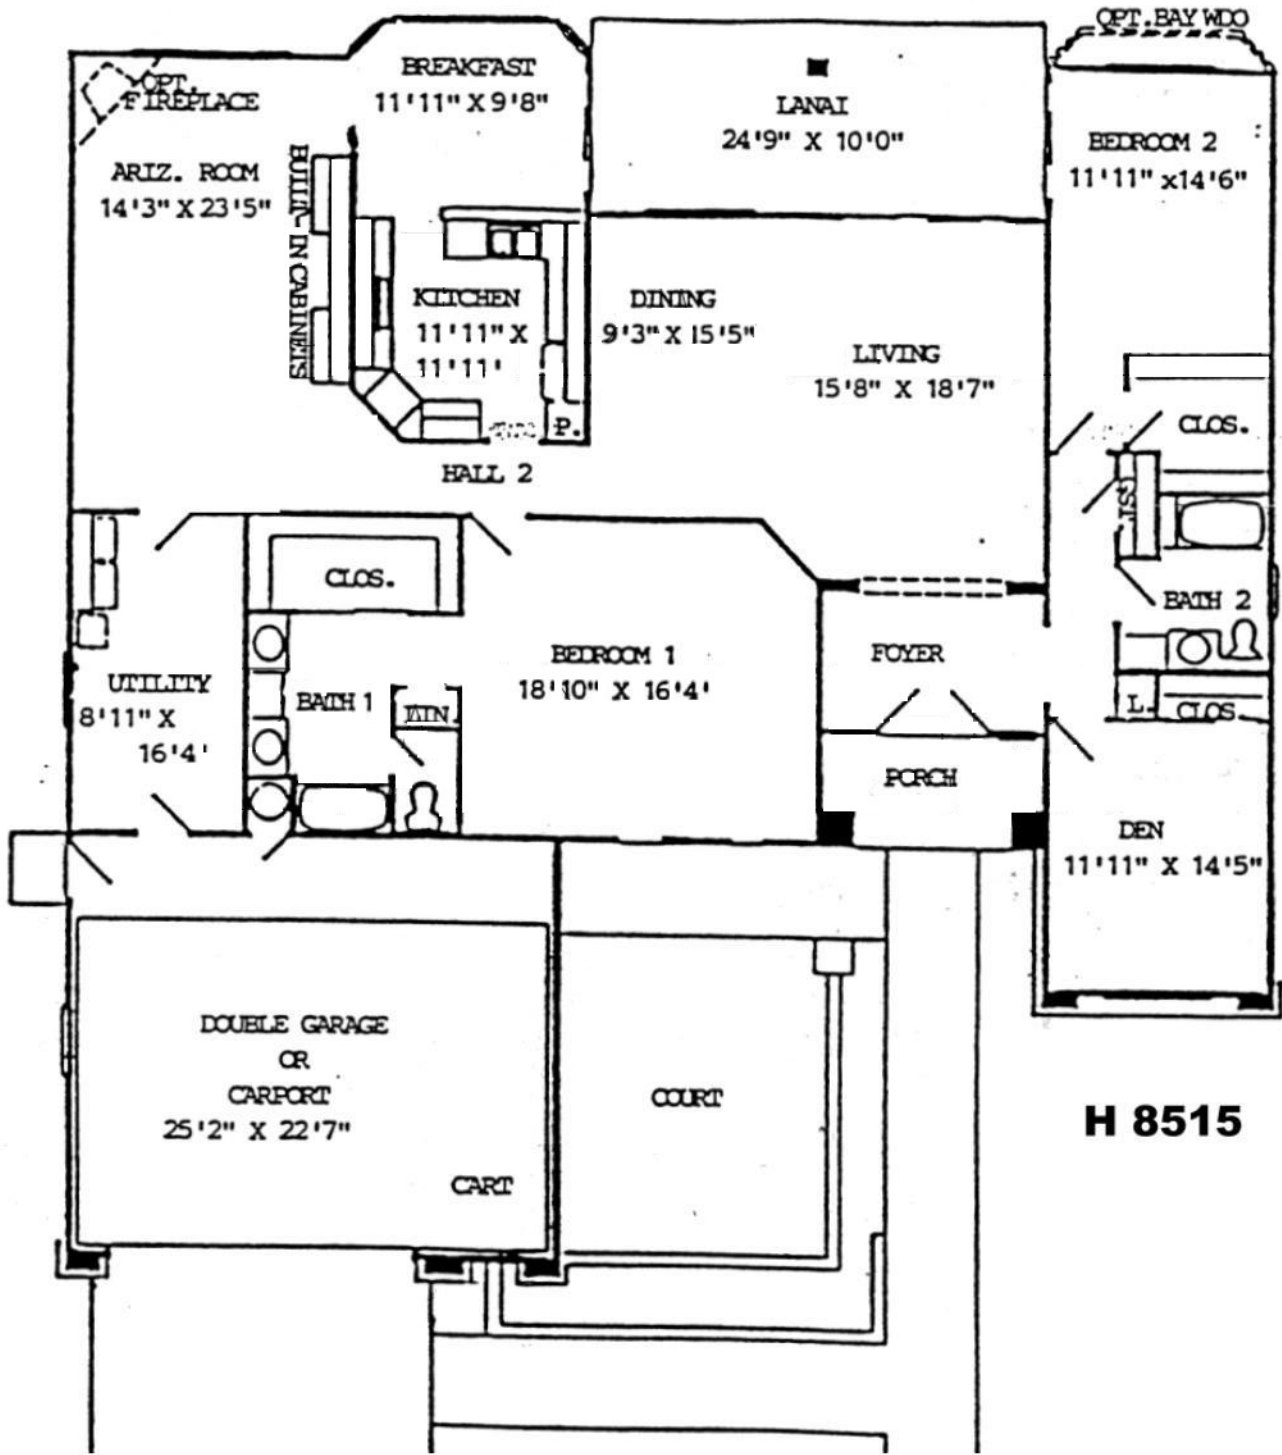 OPT. BAY WDO
BREAKFAST
11'11" X 9'8"
OPT.
FIREPLACE
LANAI
24'9" X 10'0"
BEDROOM 2
11'11" x14'6"
ARIZ. ROOM
14'3" X 23'5"
BUILT-IN CABINETS
KITCHEN
11'11" X
11'11'
DINING
9'3" X 15'5"
LIVING
15'8" X 18'7"
P.
CLOS.
HALL 2
CLOS.
BATH 2
BEDROOM 1
18'10" X 16'4'
FOYER
UTILITY
8'11" X
16'4'
BATH 1
L.
CLOS
PORCH
DEN
11'11" X 14'5"
DOUBLE GARAGE
OR
CARPORT
25'2" X 22'7"
COURT
H 8515
CART